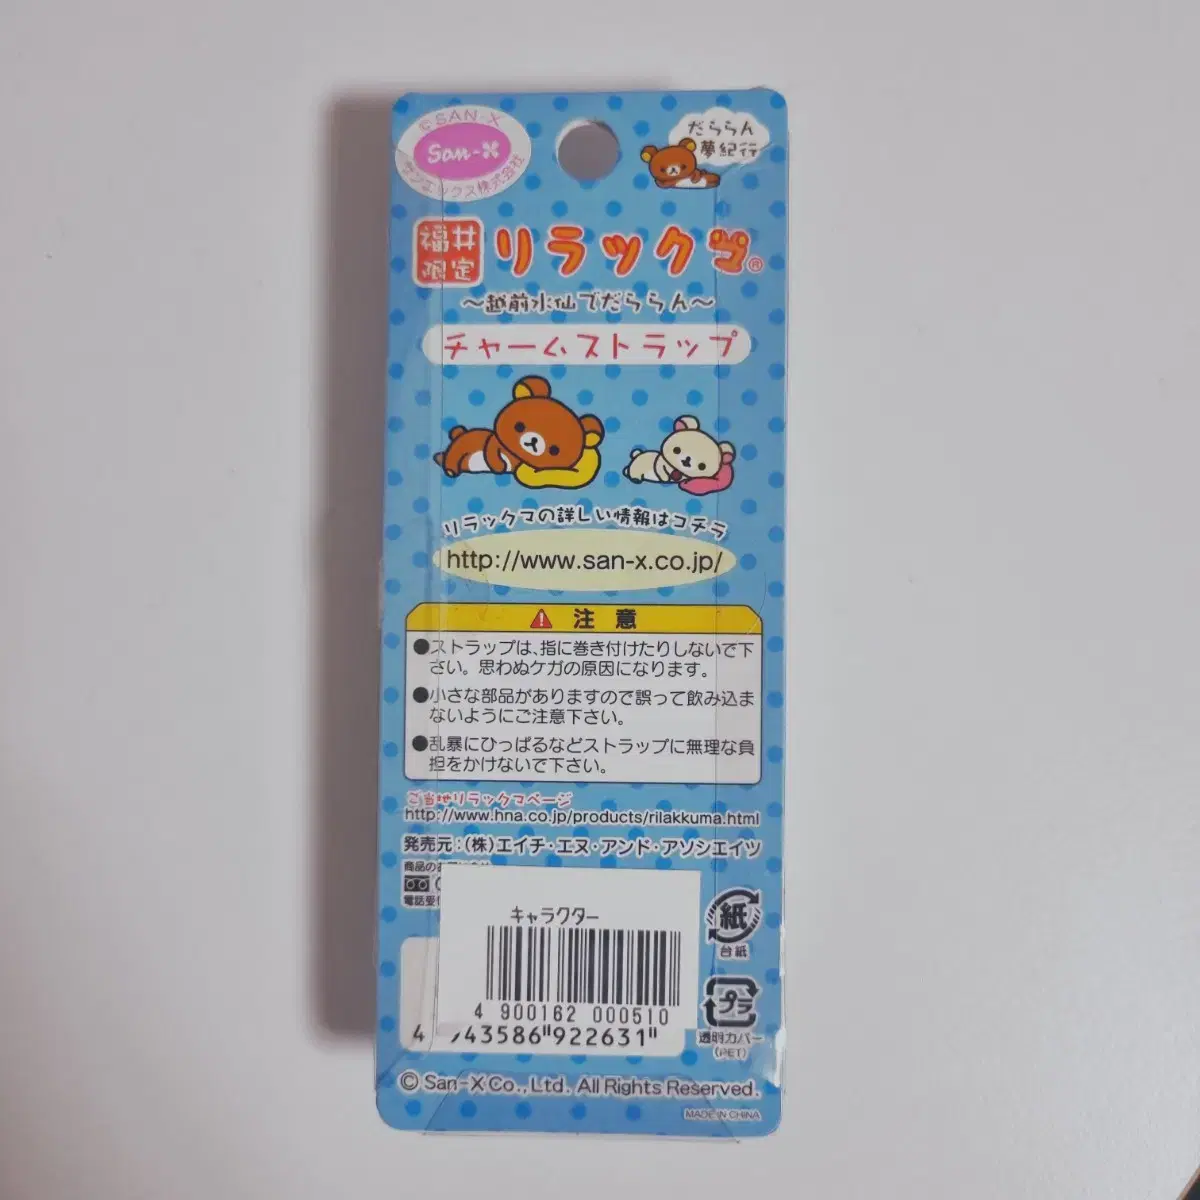 ©SAN-X
San-X
サンエックス株式会社
だららん
夢紀行
福井
限定
リラックマ®
～越前水仙でだららん～
チャームストラップ
リラックマの詳しい情報はコチラ
http://www.san-x.co.jp/
注意
●ストラップは、指に巻き付けたりしないで下
さい。思わぬケガの原因になります。
●小さな部品がありますので誤って飲み込ま
ないようにご注意下さい。
●乱暴にひっぱるなどストラップに無理な負
担をかけないで下さい。
ご当地リラックマページ
http://www.hna.co.jp/products/rilakkuma.html
発売元：(株)エイチ・エヌ・アンド・アソシエイツ
商品のお
電話受
キャラクター
4 900162 000510
4 943586"922631"
紙
台紙
プラ
透明カバー
(PET)
© San-X Co., Ltd. All Rights Reserved.
MADE IN CHINA